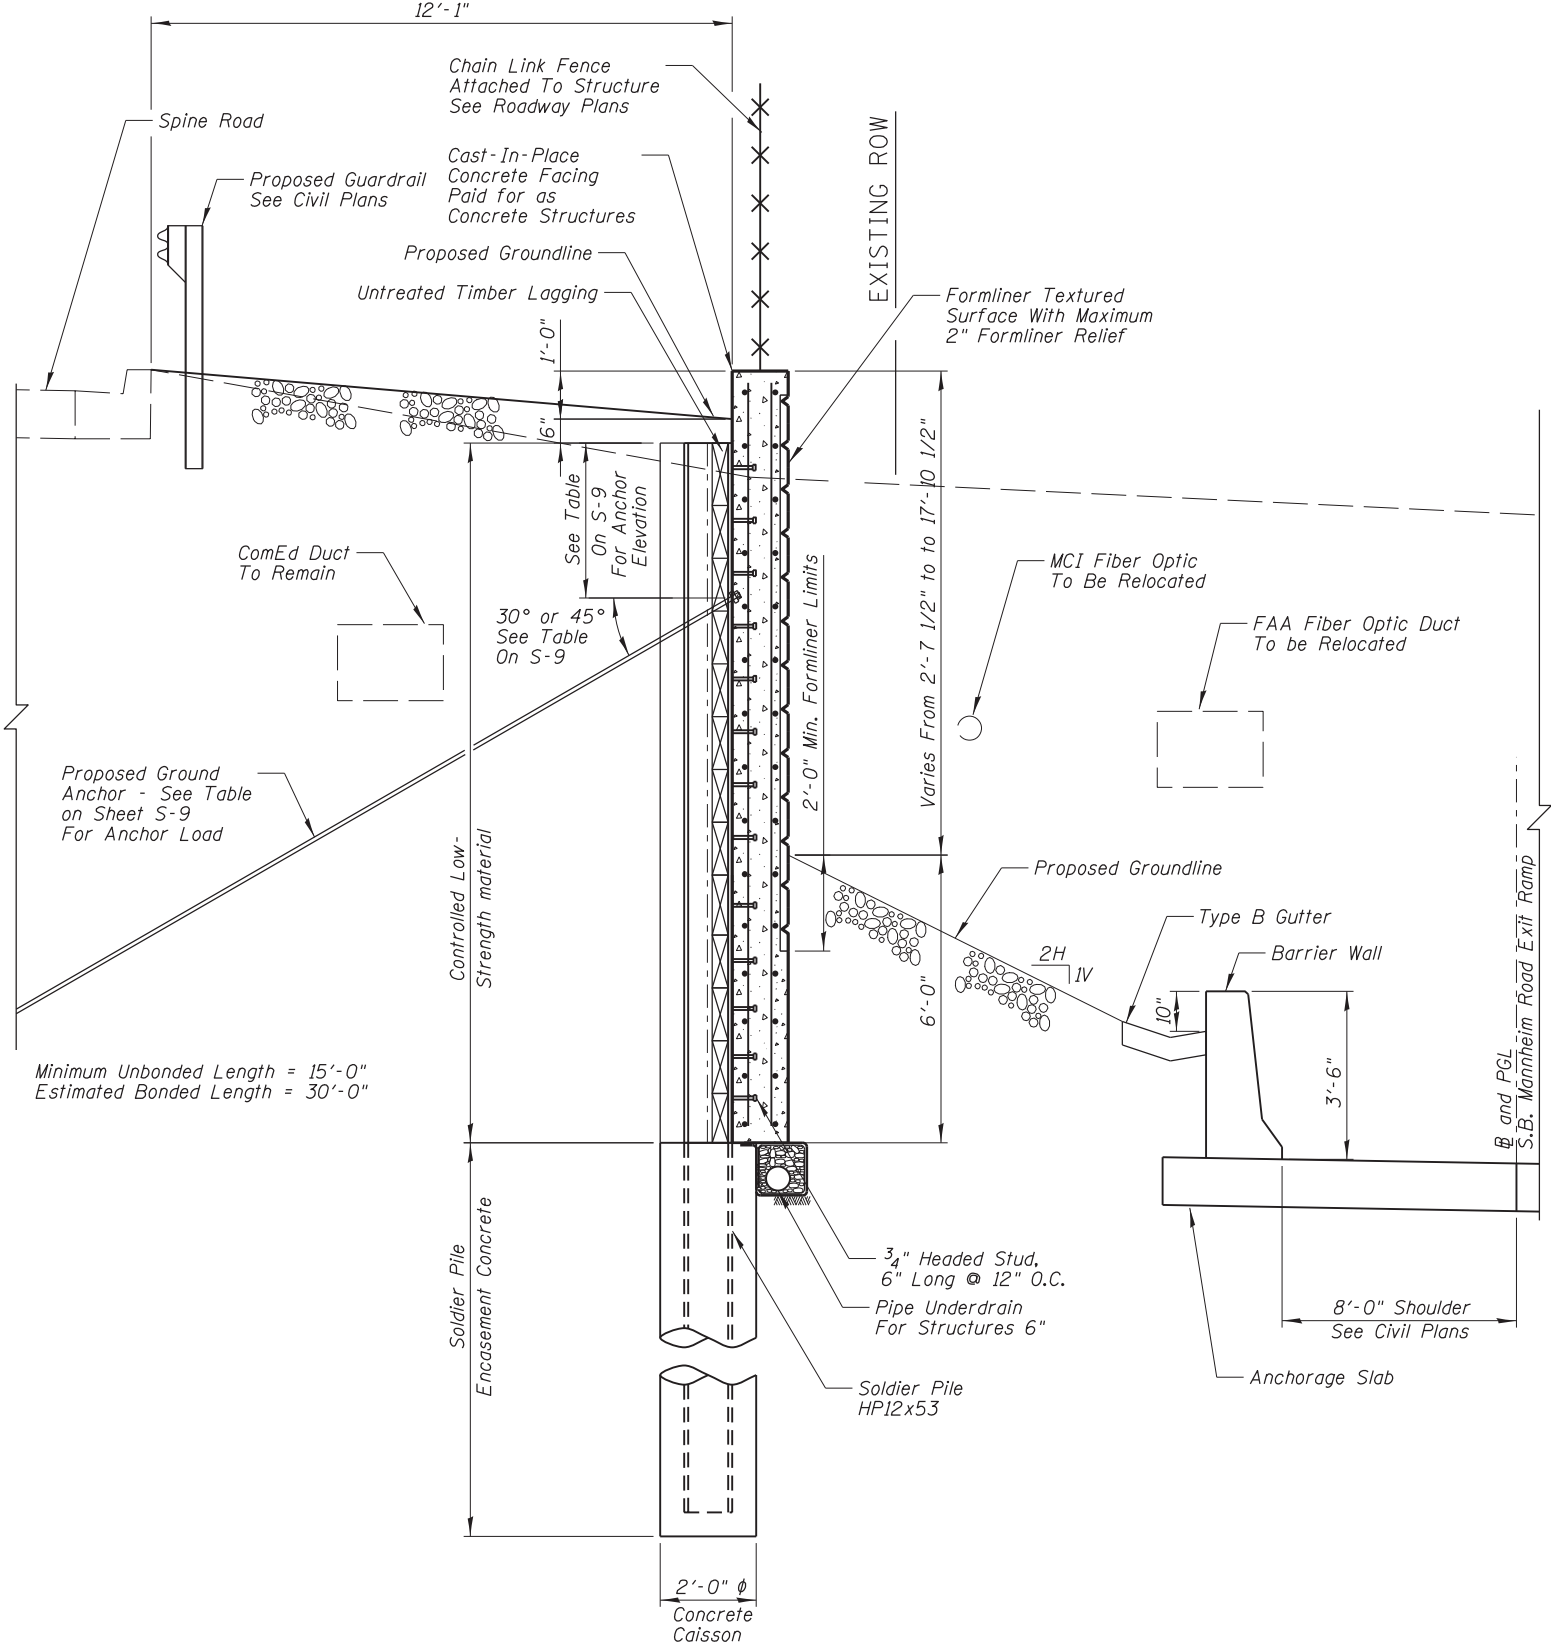 12'-1"
Chain Link Fence
Attached To Structure
See Roadway Plans
Spine Road
Cast-In-Place
Concrete Facing
Paid for as
Concrete Structures
Proposed Guardrail
See Civil Plans
EXISTING ROW
Proposed Groundline
Untreated Timber Lagging
Formliner Textured
Surface With Maximum
2" Formliner Relief
1'-0"
6"
See Table
On S-9
For Anchor
Elevation
Varies From 2'-7 1/2" to 17'-10 1/2"
2'-0" Min. Formliner Limits
ComEd Duct
To Remain
MCI Fiber Optic
To Be Relocated
30° or 45°
See Table
On S-9
FAA Fiber Optic Duct
To be Relocated
Proposed Ground
Anchor - See Table
on Sheet S-9
For Anchor Load
Controlled Low-
Strength material
Proposed Groundline
Type B Gutter
Barrier Wall
2H
1V
6'-0"
10"
3'-6"
Minimum Unbonded Length = 15'-0"
Estimated Bonded Length = 30'-0"
℄ and PGL
S.B. Mannheim Road Exit Ramp
Soldier Pile
Encasement Concrete
3/4" Headed Stud,
6" Long @ 12" O.C.
Pipe Underdrain
For Structures 6"
8'-0" Shoulder
See Civil Plans
Anchorage Slab
Soldier Pile
HP12x53
2'-0" ϕ
Concrete
Caisson